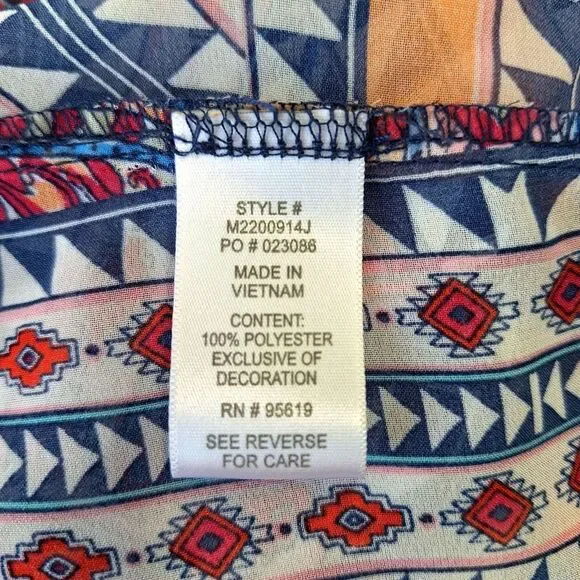 STYLE #
M2200914J
PO # 023086
MADE IN
VIETNAM
CONTENT:
100% POLYESTER
EXCLUSIVE OF
DECORATION
RN # 95619
SEE REVERSE
FOR CARE